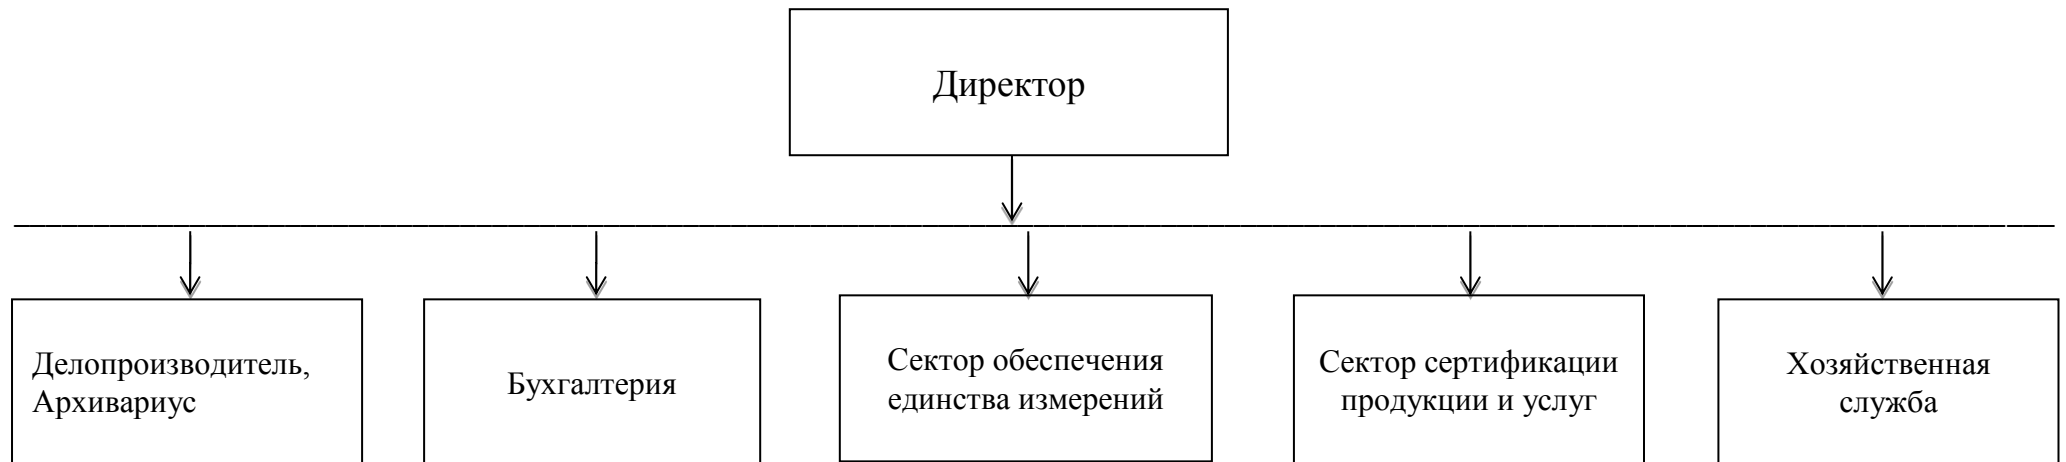 Директор
Делопроизводитель,
Архивариус
Бухгалтерия
Сектор обеспечения
единства измерений
Сектор сертификации
продукции и услуг
Хозяйственная
служба